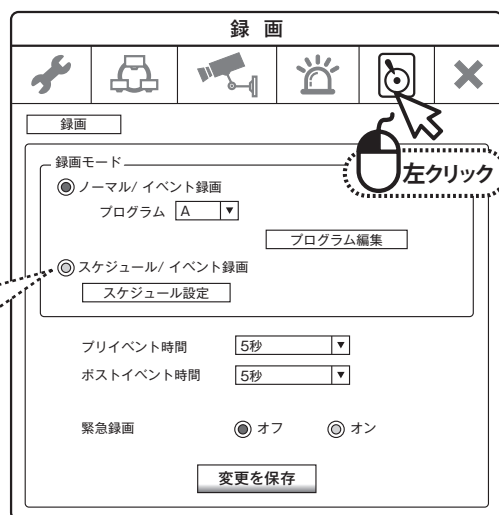 録 画
録画
左クリック
録画モード
ノーマル/ イベント録画
プログラム A ▼
プログラム編集
スケジュール/ イベント録画
スケジュール設定
プリイベント時間 5秒 ▼
ポストイベント時間 5秒 ▼
緊急録画 オフ オン
変更を保存